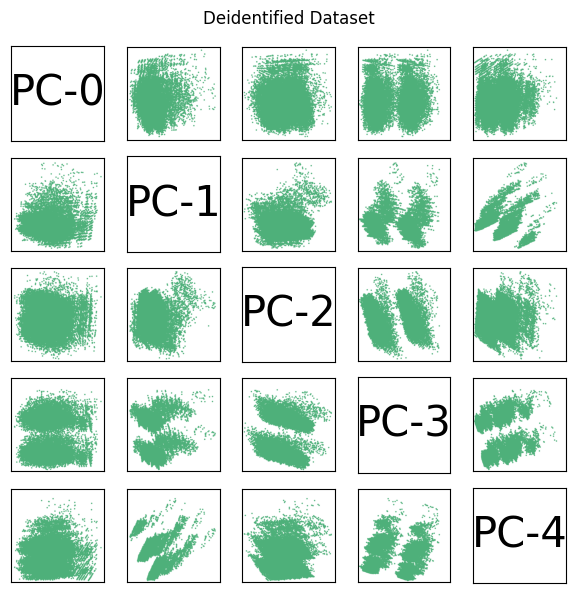 Deidentified Dataset
PC-0
PC-1
PC-2
PC-3
PC-4